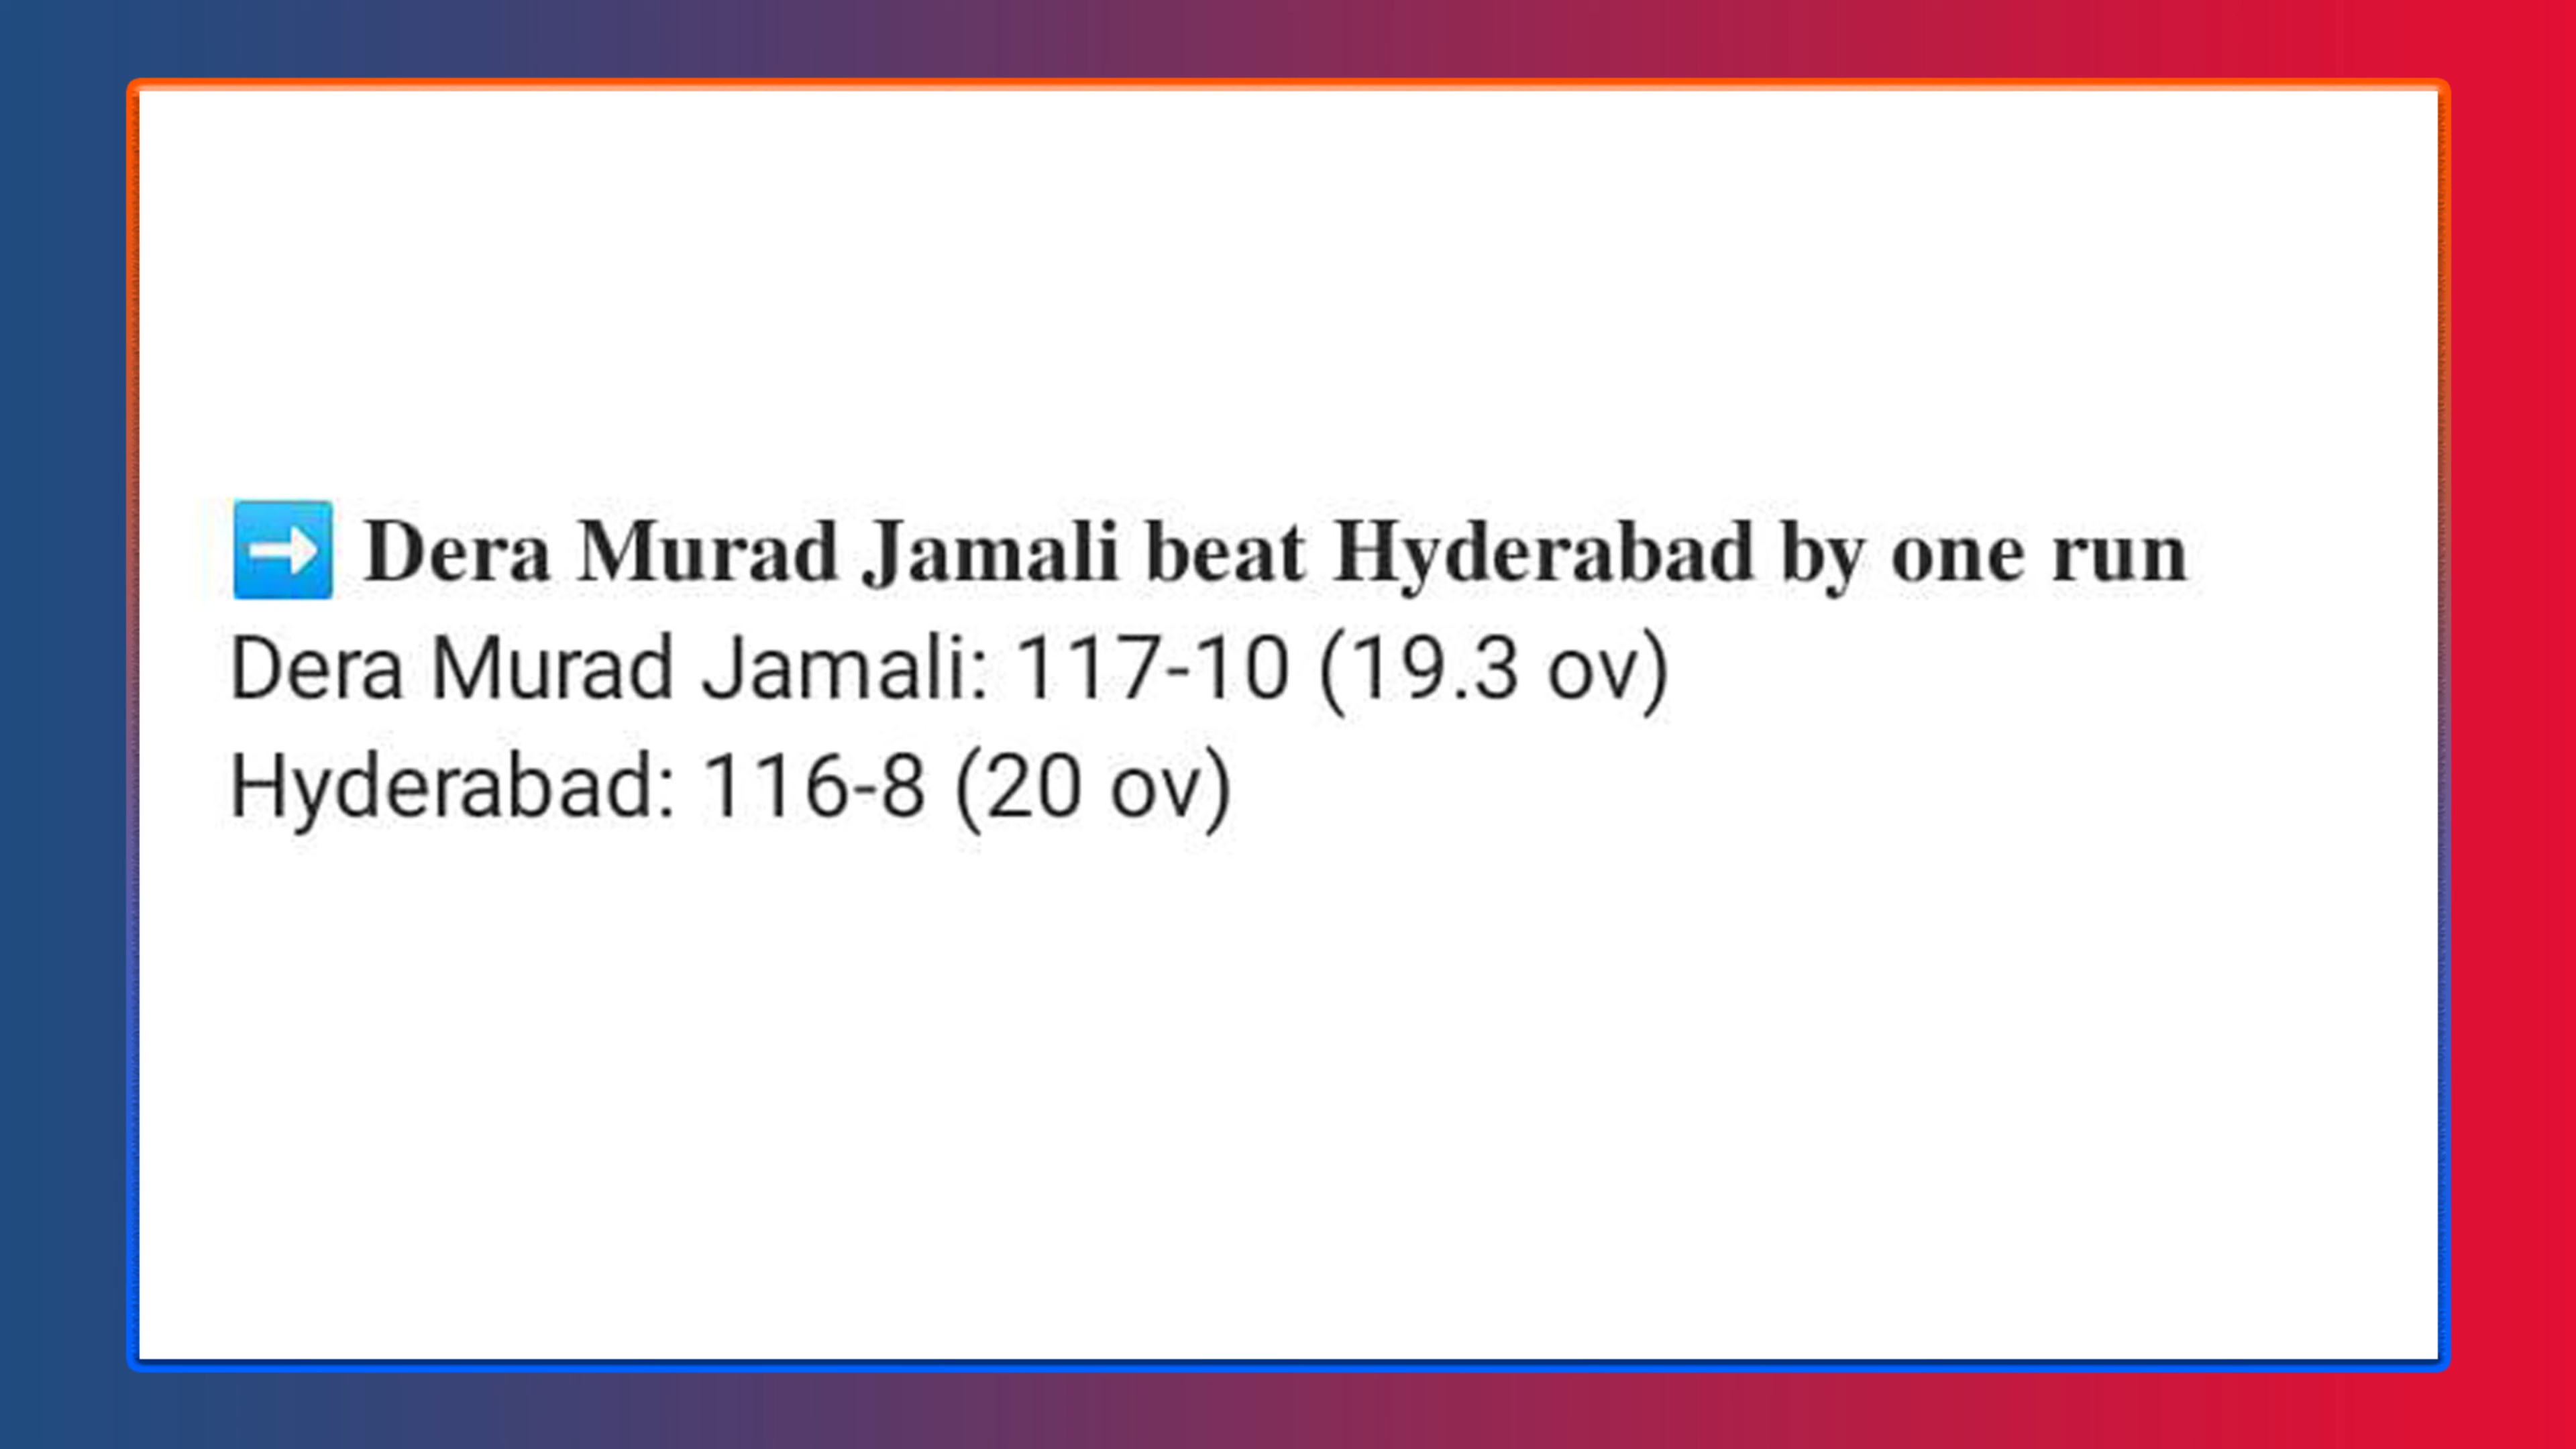 ➡ Dera Murad Jamali beat Hyderabad by one run
Dera Murad Jamali: 117-10 (19.3 ov)
Hyderabad: 116-8 (20 ov)